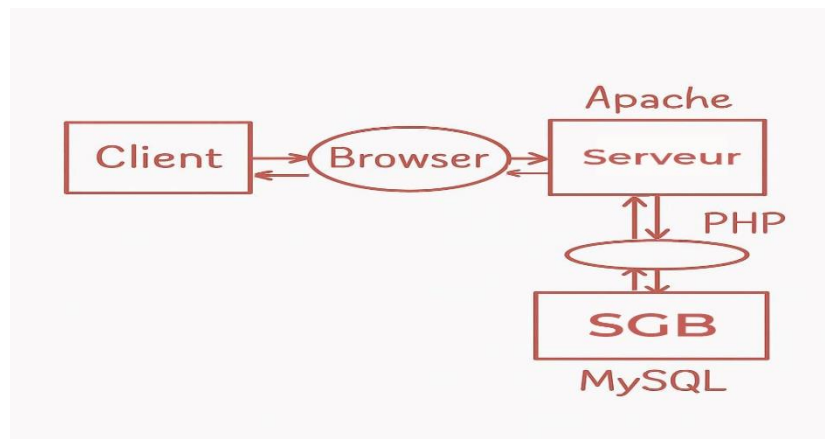 Apache
Client
Browser
Serveur
PHP
SGB
MySQL